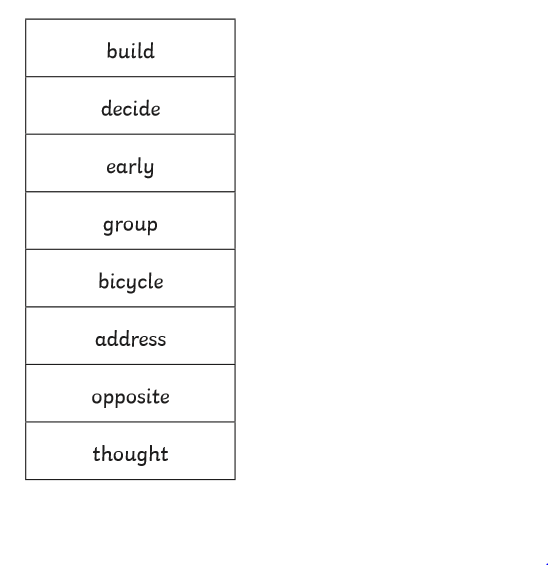 build
decide
early
group
bicycle
address
opposite
thought